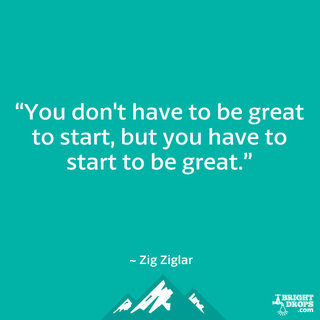 “You don't have to be great
to start, but you have to
start to be great.”
~ Zig Ziglar
BRIGHT
DROPS
.com